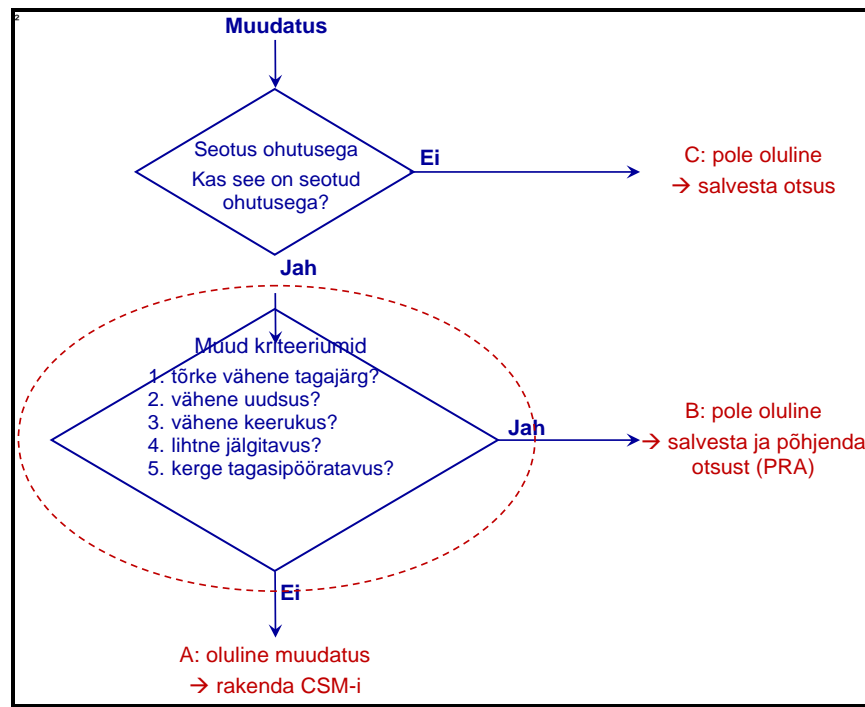 2
Muudatus
Seotus ohutusega
Kas see on seotud
ohutusega?
Ei
C: pole oluline
→ salvesta otsus
Jah
Muud kriteeriumid
1. tõrke vähene tagajärg?
2. vähene uudsus?
3. vähene keerukus?
4. lihtne jälgitavus?
5. kerge tagasipööratavus?
Jah
B: pole oluline
→ salvesta ja põhjenda
otsust (PRA)
Ei
A: oluline muudatus
→ rakenda CSM-i